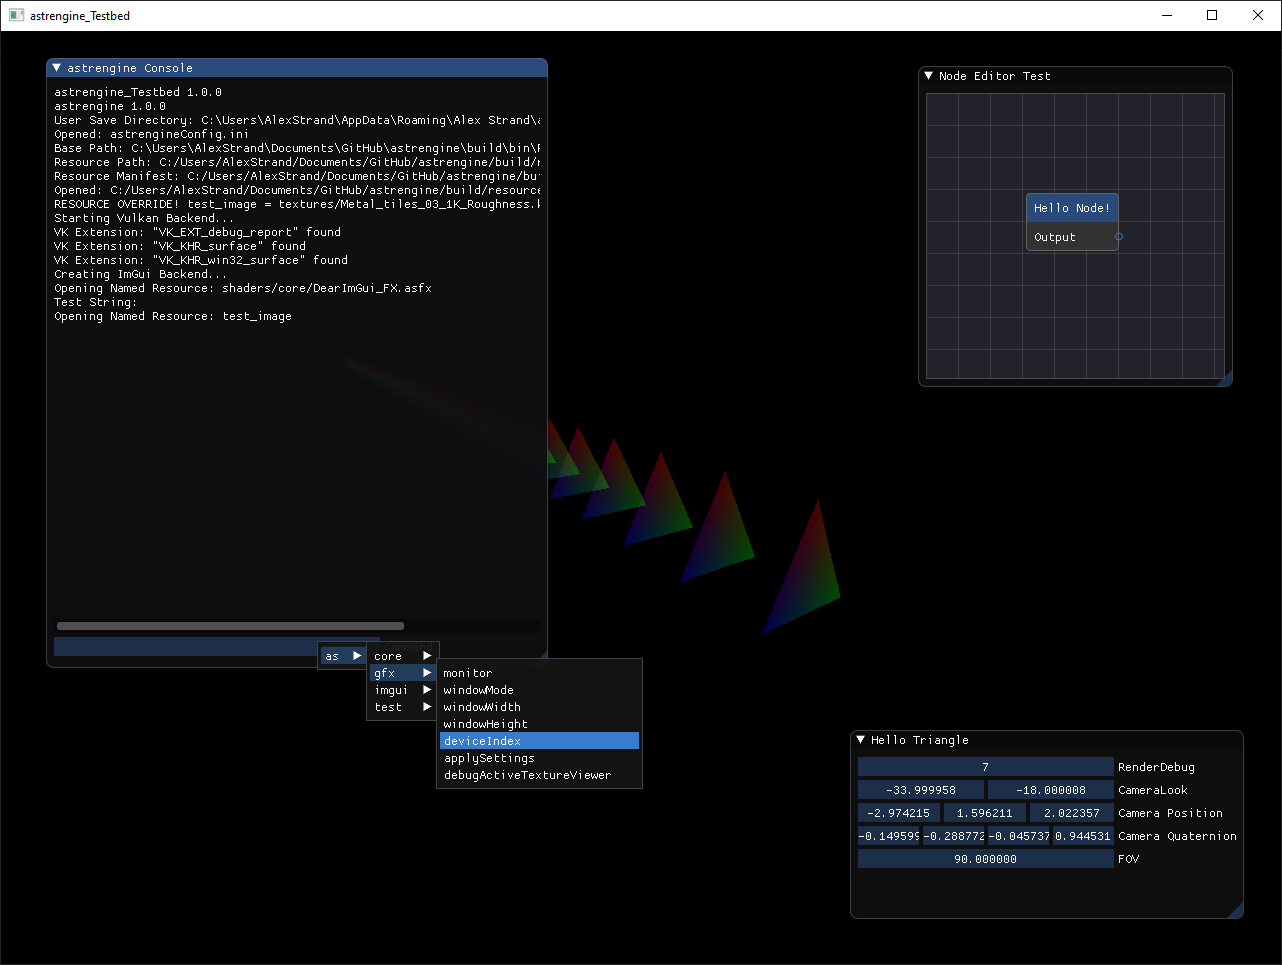 astrengine_Testbed
astrengine Console
astrengine_Testbed 1.0.0
astrengine 1.0.0
User Save Directory: C:\Users\AlexStrand\AppData\Roaming\Alex Strand\
Opened: astrengineConfig.ini
Base Path: C:\Users\AlexStrand\Documents\GitHub\astrengine\build\bin\
Resource Path: C:/Users/AlexStrand/Documents/GitHub/astrengine/build/
Resource Manifest: C:/Users/AlexStrand/Documents/GitHub/astrengine/
Opened: C:/Users/AlexStrand/Documents/GitHub/astrengine/build/resource
RESOURCE OVERRIDE! test_image = textures/Metal_tiles_03_1K_Roughness.
Starting Vulkan Backend...
VK Extension: "VK_EXT_debug_report" found
VK Extension: "VK_KHR_surface" found
VK Extension: "VK_KHR_win32_surface" found
Creating ImGui Backend...
Opening Named Resource: shaders/core/DearImGui_FX.asfx
Test String:
Opening Named Resource: test_image
as
core
gfx
imgui
test
monitor
windowMode
windowWidth
windowHeight
deviceIndex
applySettings
debugActiveTextureViewer
Node Editor Test
Hello Node!
Output
Hello Triangle
7 RenderDebug
-33.999958 -18.000008 CameraLook
-2.974215 1.596211 2.022357 Camera Position
-0.149599 -0.288772 -0.045737 0.944531 Camera Quaternion
90.000000 FOV